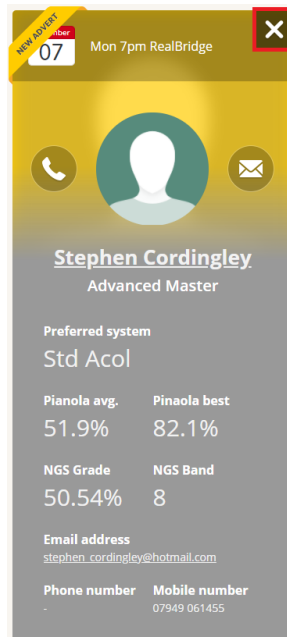 NEW ADVERT
mber
07
Mon 7pm RealBridge
Stephen Cordingley
Advanced Master
Preferred system
Std Acol
Pianola avg. Pinaola best
51.9% 82.1%
NGS Grade NGS Band
50.54% 8
Email address
stephen_cordingley@hotmail.com
Phone number Mobile number
- 07949 061455